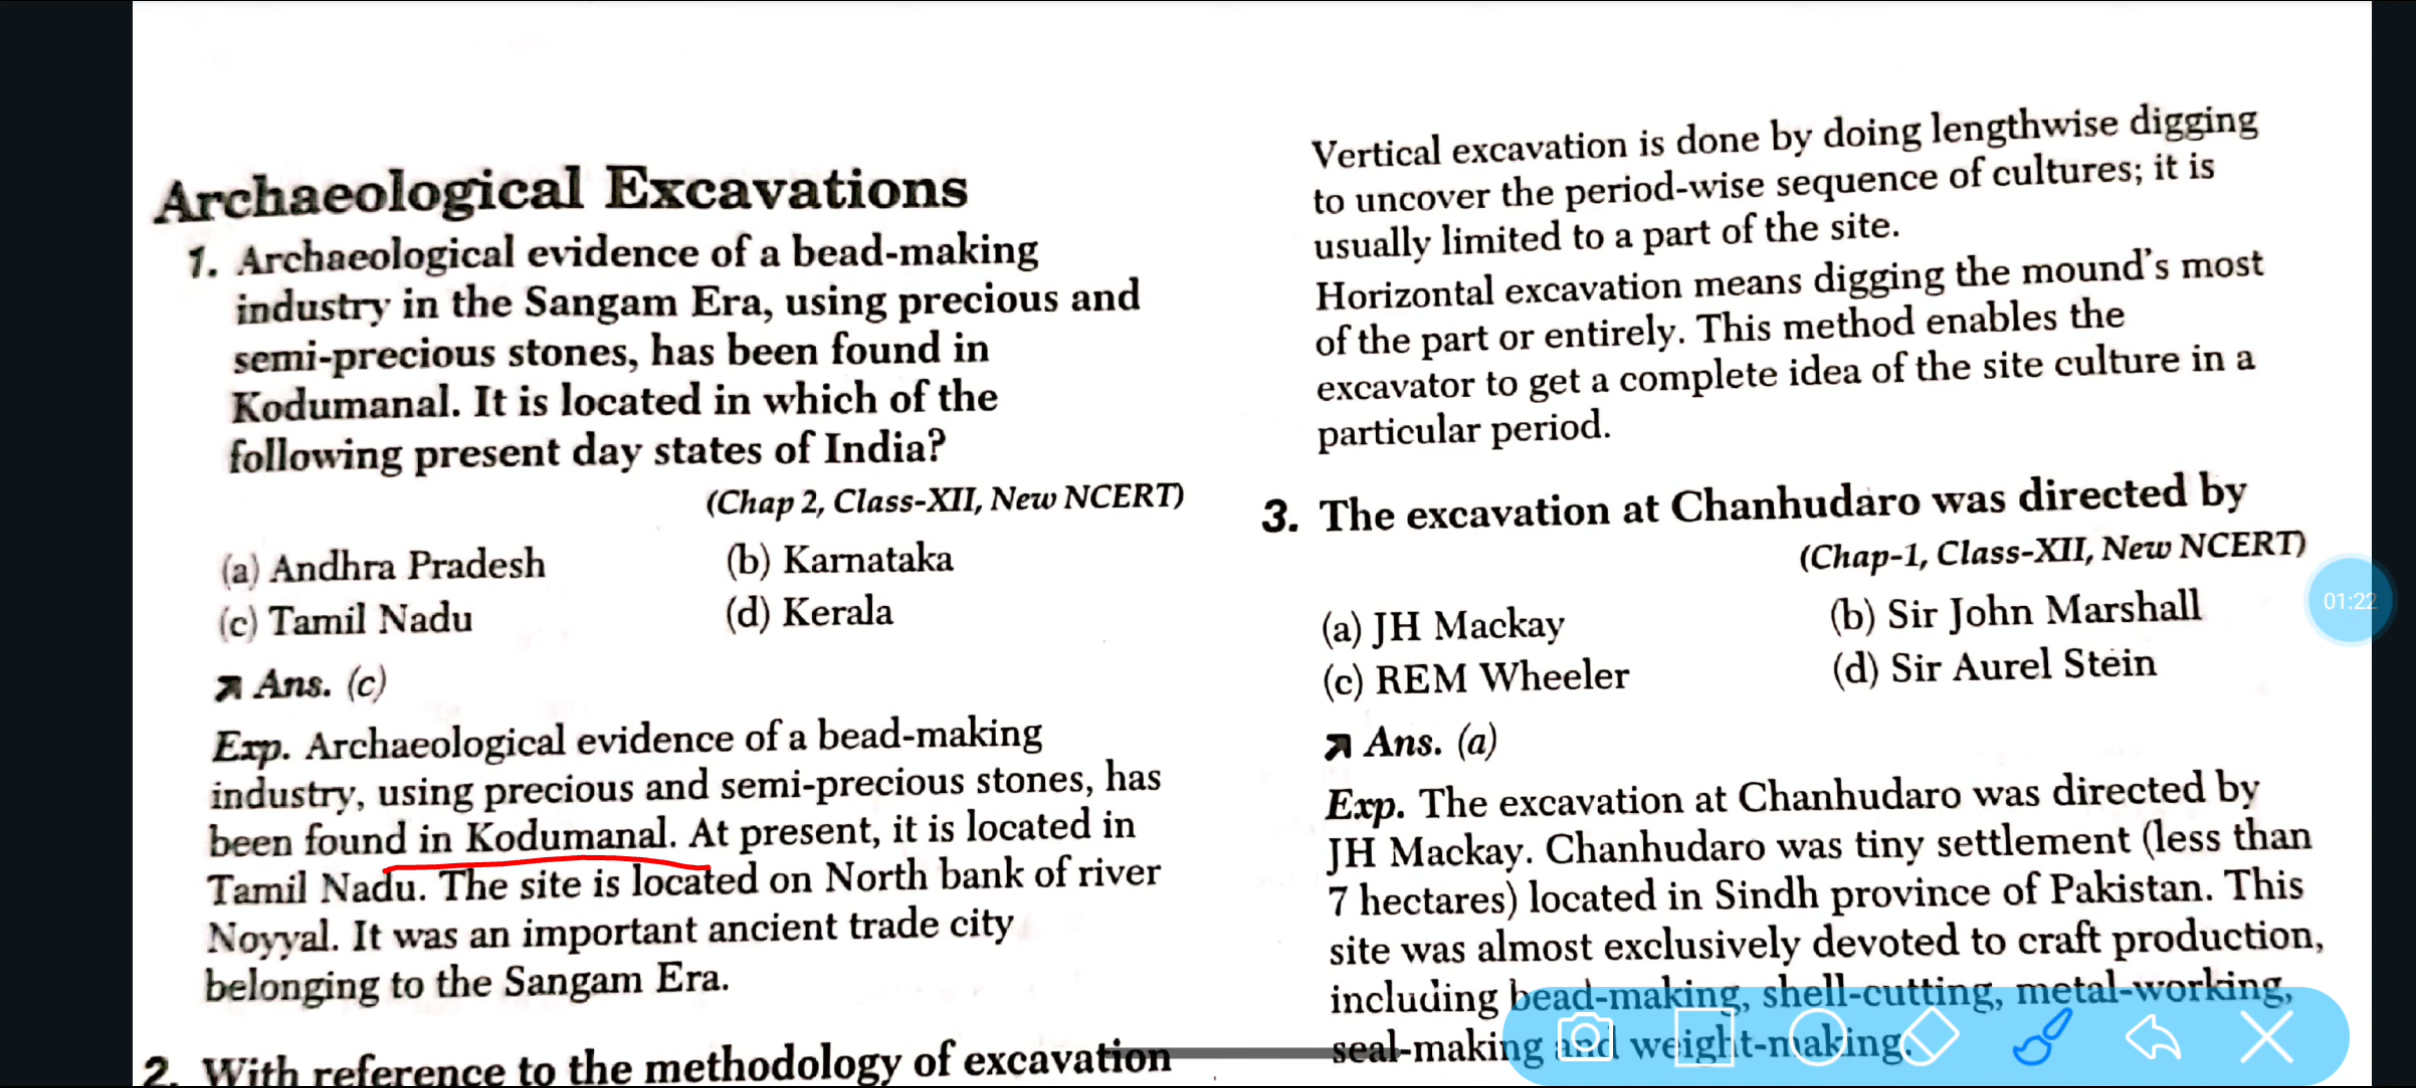 Archaeological Excavations
1. Archaeological evidence of a bead-making
industry in the Sangam Era, using precious and
semi-precious stones, has been found in
Kodumanal. It is located in which of the
following present day states of India?
(Chap 2, Class-XII, New NCERT)
(a) Andhra Pradesh (b) Karnataka
(c) Tamil Nadu (d) Kerala
Ans. (c)
Exp. Archaeological evidence of a bead-making
industry, using precious and semi-precious stones, has
been found in Kodumanal. At present, it is located in
Tamil Nadu. The site is located on North bank of river
Noyyal. It was an important ancient trade city
belonging to the Sangam Era.
2. With reference to the methodology of excavation
Vertical excavation is done by doing lengthwise digging
to uncover the period-wise sequence of cultures; it is
usually limited to a part of the site.
Horizontal excavation means digging the mound's most
of the part or entirely. This method enables the
excavator to get a complete idea of the site culture in a
particular period.
3. The excavation at Chanhudaro was directed by
(Chap-1, Class-XII, New NCERT)
(a) JH Mackay (b) Sir John Marshall
(c) REM Wheeler (d) Sir Aurel Stein
Ans. (a)
Exp. The excavation at Chanhudaro was directed by
JH Mackay. Chanhudaro was tiny settlement (less than
7 hectares) located in Sindh province of Pakistan. This
site was almost exclusively devoted to craft production,
including bead-making, shell-cutting, metal-working,
seal-making and weight-making.
01:22